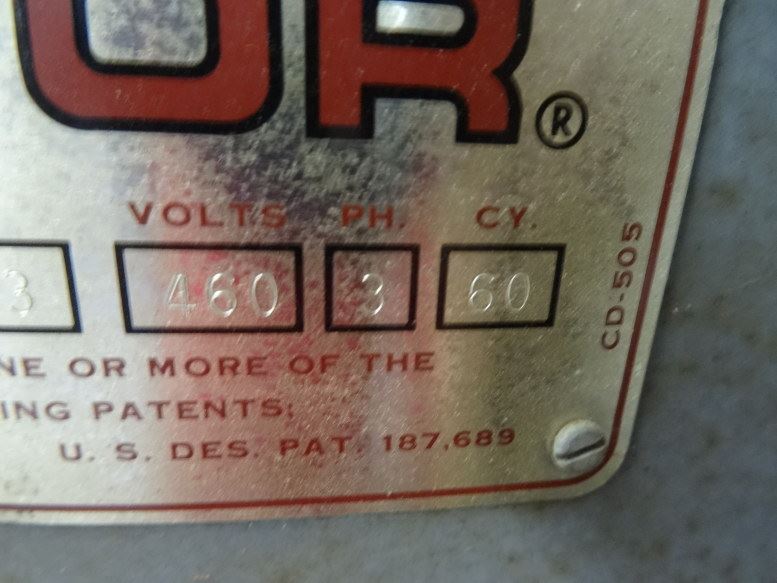 OR®
VOLTS PH. CY.
3 460 3 60
CD-505
NE OR MORE OF THE
ING PATENTS:
U. S. DES. PAT. 187,689